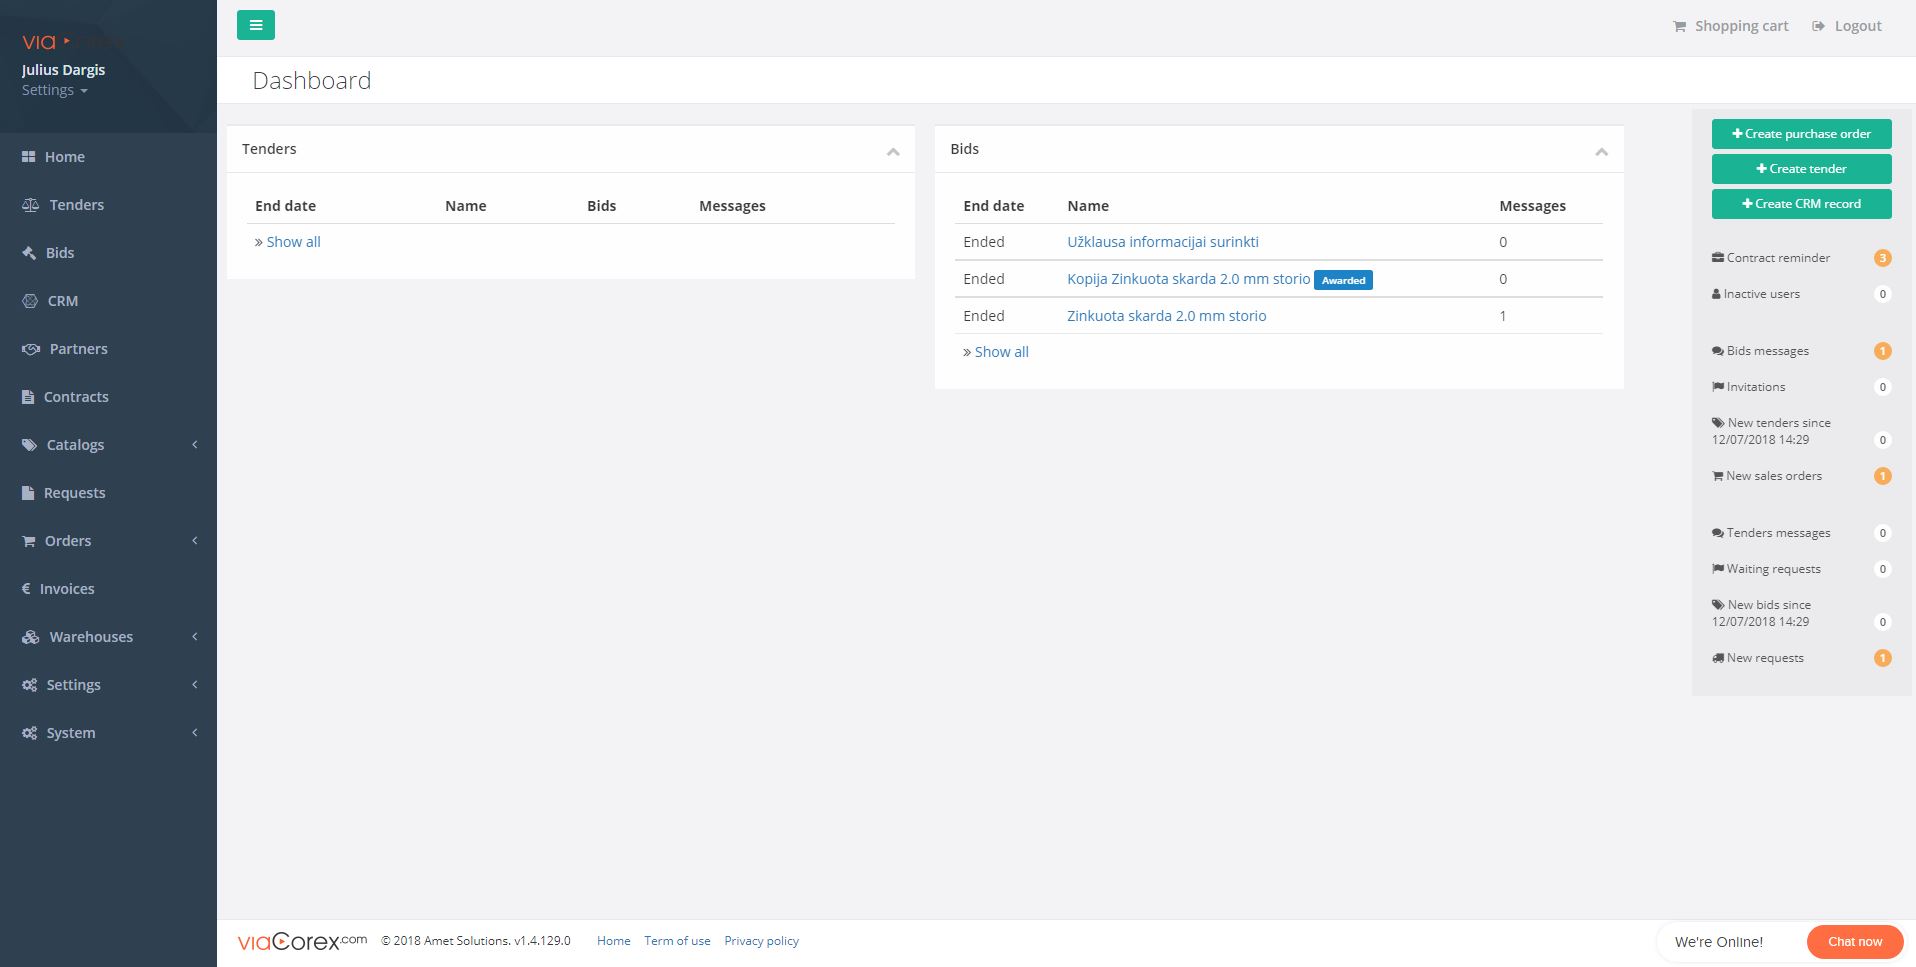 via
Julius Dargis
Settings
Home
Tenders
Bids
CRM
Partners
Contracts
Catalogs
Requests
Orders
€ Invoices
Warehouses
Settings
System
Shopping cart Logout
Dashboard
Tenders
End date Name Bids Messages
» Show all
Bids
End date Name Messages
Ended Užklausa informacijai surinkti 0
Ended Kopija Zinkuota skarda 2.0 mm storio Awarded 0
Ended Zinkuota skarda 2.0 mm storio 1
» Show all
+ Create purchase order
+ Create tender
+ Create CRM record
Contract reminder 3
Inactive users 0
Bids messages 1
Invitations 0
New tenders since
12/07/2018 14:29 0
New sales orders 1
Tenders messages 0
Waiting requests 0
New bids since
12/07/2018 14:29 0
New requests 1
viaCorex.com © 2018 Amet Solutions. v1.4.129.0 Home Term of use Privacy policy
We're Online! Chat now